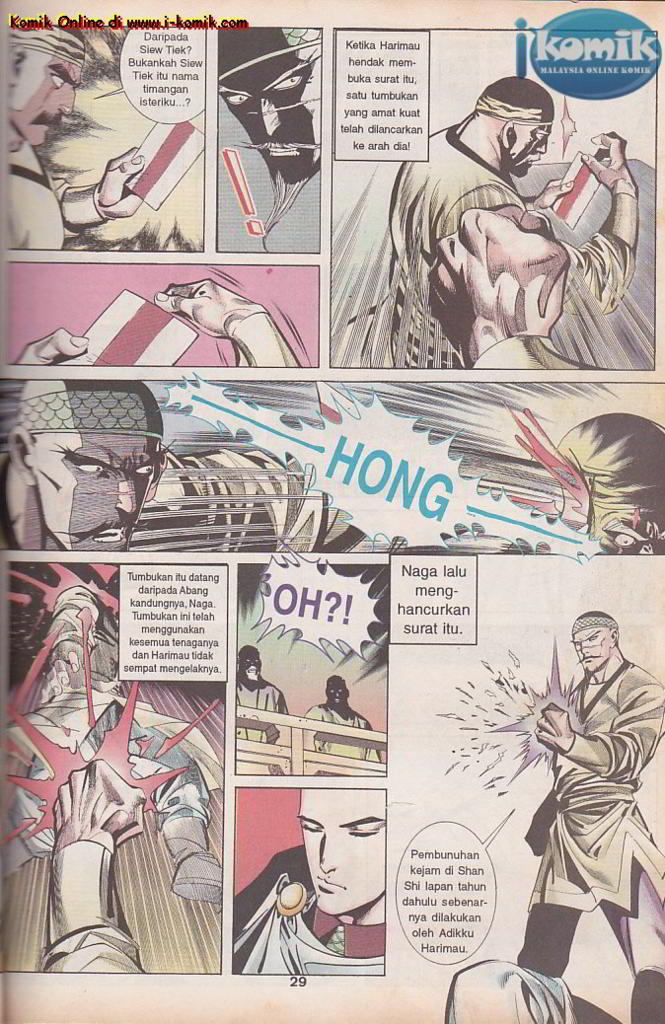 Komik Online di www.i-komik.com
ikomik
MALAYSIA ONLINE KOMIK
Daripada
Siew Tiek?
Bukankah Siew
Tiek itu nama
timangan
isteriku...?
!
Ketika Harimau
hendak mem-
buka surat itu,
satu tumbukan
yang amat kuat
telah dilancarkan
ke arah dia!
HONG
Tumbukan itu datang
daripada Abang
kandungnya, Naga.
Tumbukan ini telah
menggunakan
kesemua tenaganya
dan Harimau tidak
sempat mengelaknya.
OH?!
Naga lalu
meng-
hancurkan
surat itu.
Pembunuhan
kejam di Shan
Shi lapan tahun
dahulu sebenar-
nya dilakukan
oleh Adikku
Harimau.
29